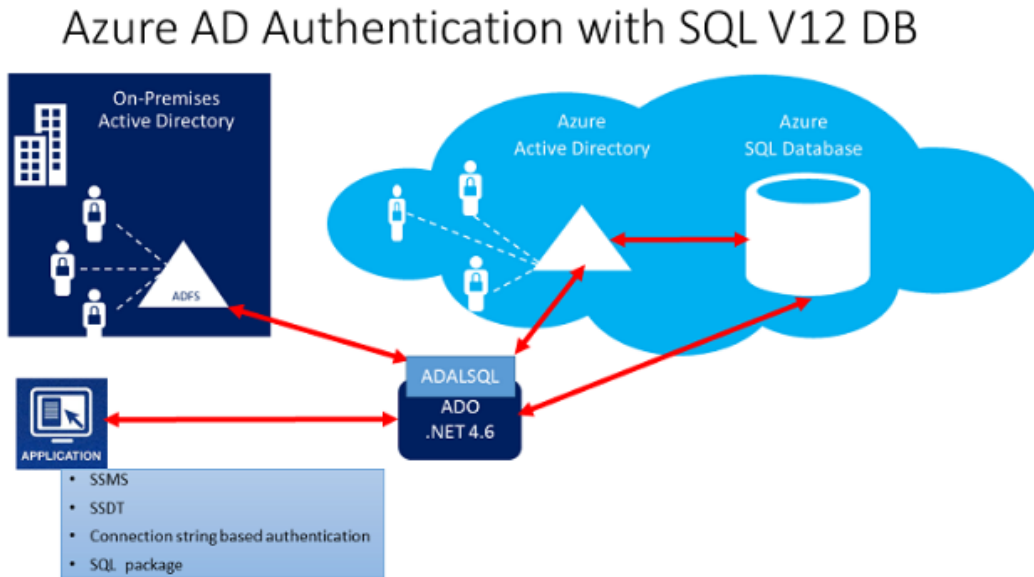 Azure AD Authentication with SQL V12 DB
On-Premises
Active Directory
Azure
Active Directory
Azure
SQL Database
ADFS
ADALSQL
ADO
.NET 4.6
APPLICATION
• SSMS
• SSDT
• Connection string based authentication
• SQL package